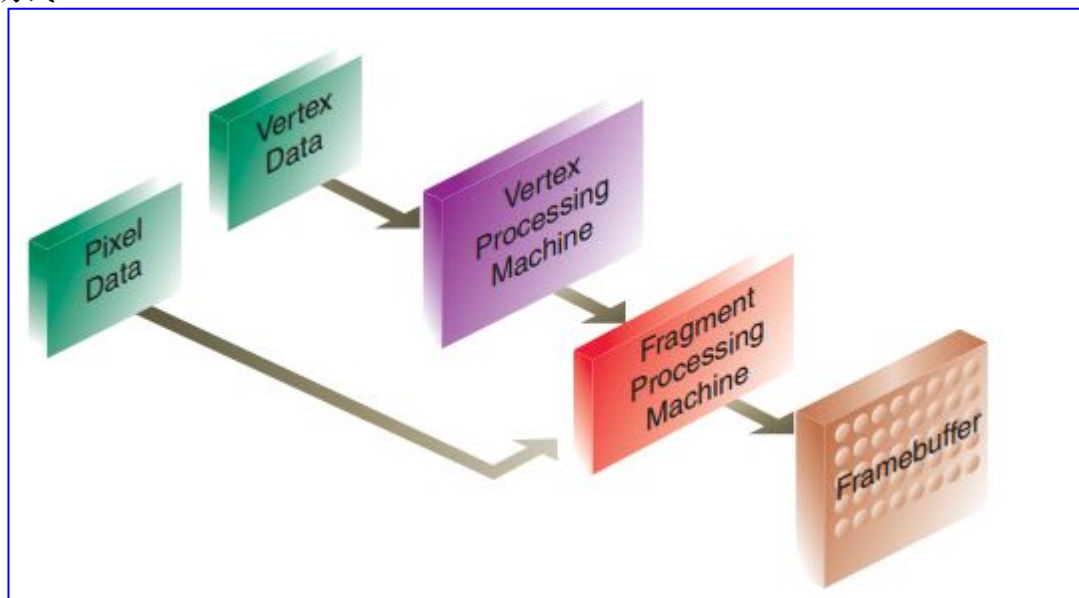 Vertex
Data
Pixel
Data
Vertex
Processing
Machine
Fragment
Processing
Machine
Framebuffer